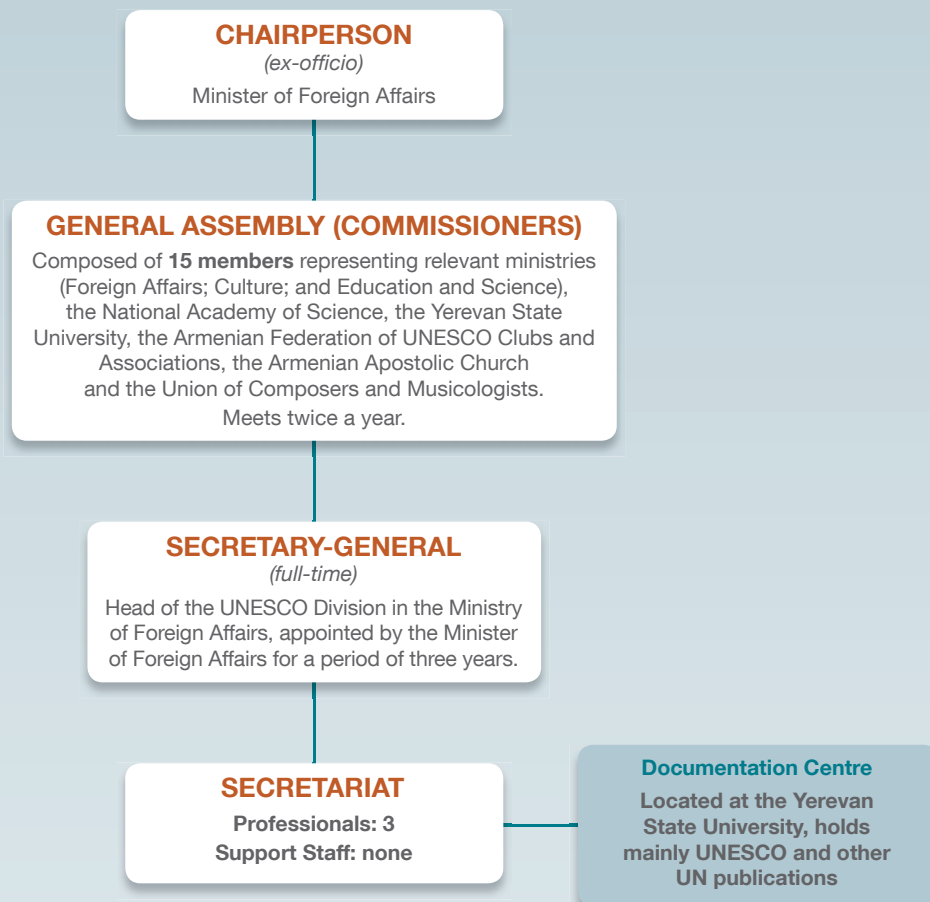 CHAIRPERSON
(ex-officio)
Minister of Foreign Affairs
GENERAL ASSEMBLY (COMMISSIONERS)
Composed of 15 members representing relevant ministries
(Foreign Affairs; Culture; and Education and Science),
the National Academy of Science, the Yerevan State
University, the Armenian Federation of UNESCO Clubs and
Associations, the Armenian Apostolic Church
and the Union of Composers and Musicologists.
Meets twice a year.
SECRETARY-GENERAL
(full-time)
Head of the UNESCO Division in the Ministry
of Foreign Affairs, appointed by the Minister
of Foreign Affairs for a period of three years.
SECRETARIAT
Professionals: 3
Support Staff: none
Documentation Centre
Located at the Yerevan
State University, holds
mainly UNESCO and other
UN publications